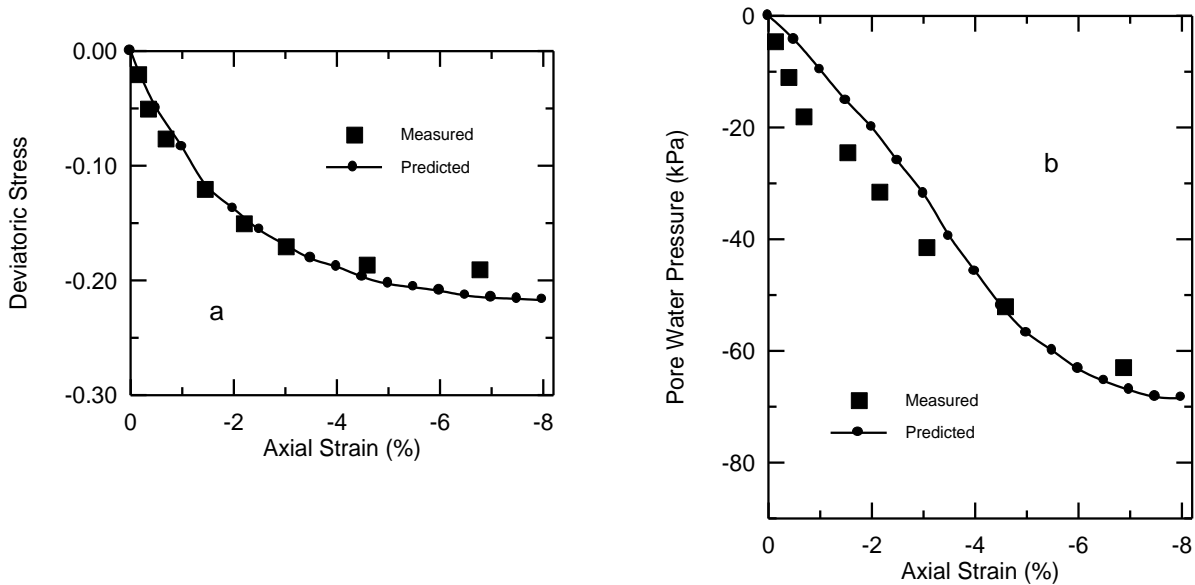 0.00
-0.10
-0.20
-0.30
Deviatoric Stress
Measured
Predicted
a
0 -2 -4 -6 -8
Axial Strain (%)
0
-20
-40
-60
-80
Pore Water Pressure (kPa)
b
Measured
Predicted
0 -2 -4 -6 -8
Axial Strain (%)